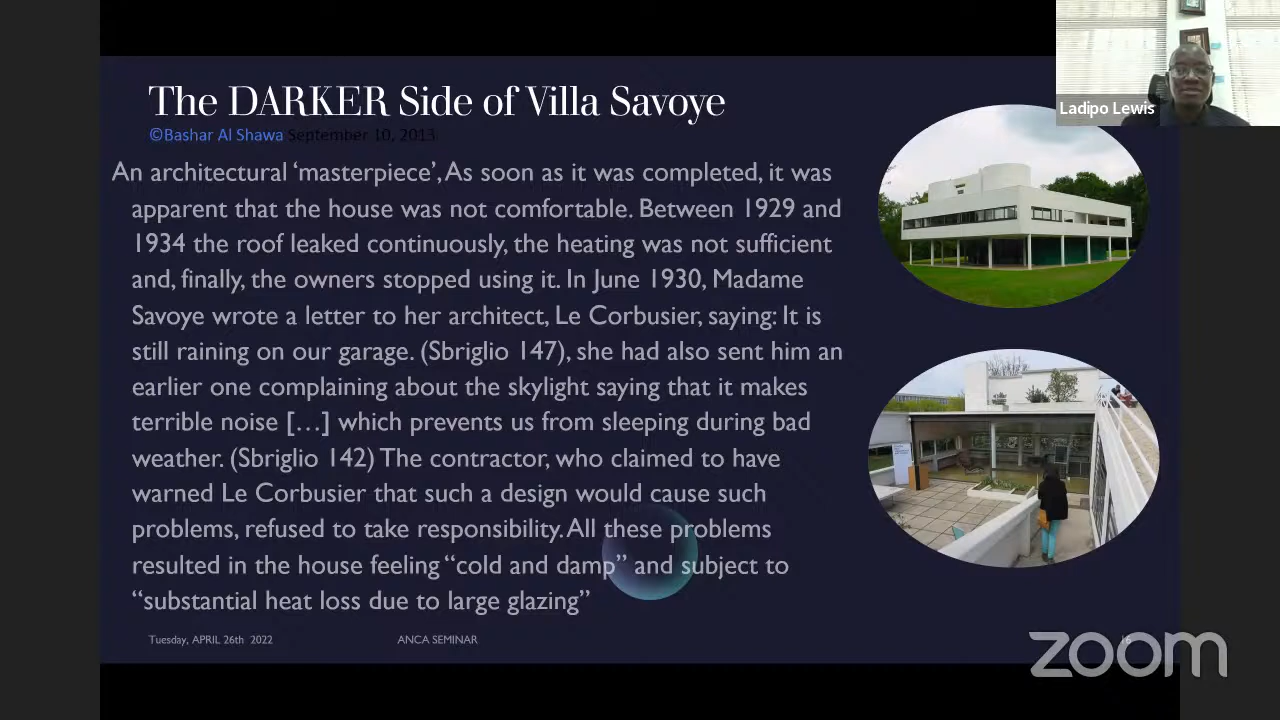 The DARKER Side of Villa Savoye
©Bashar Al Shawa September 10, 2013
An architectural ‘masterpiece’, As soon as it was completed, it was
apparent that the house was not comfortable. Between 1929 and
1934 the roof leaked continuously, the heating was not sufficient
and, finally, the owners stopped using it. In June 1930, Madame
Savoye wrote a letter to her architect, Le Corbusier, saying: It is
still raining on our garage. (Sbriglio 147), she had also sent him an
earlier one complaining about the skylight saying that it makes
terrible noise […] which prevents us from sleeping during bad
weather. (Sbriglio 142) The contractor, who claimed to have
warned Le Corbusier that such a design would cause such
problems, refused to take responsibility. All these problems
resulted in the house feeling “cold and damp” and subject to
“substantial heat loss due to large glazing”
Tuesday, APRIL 26th 2022
ANCA SEMINAR
Ladipo Lewis
zoom